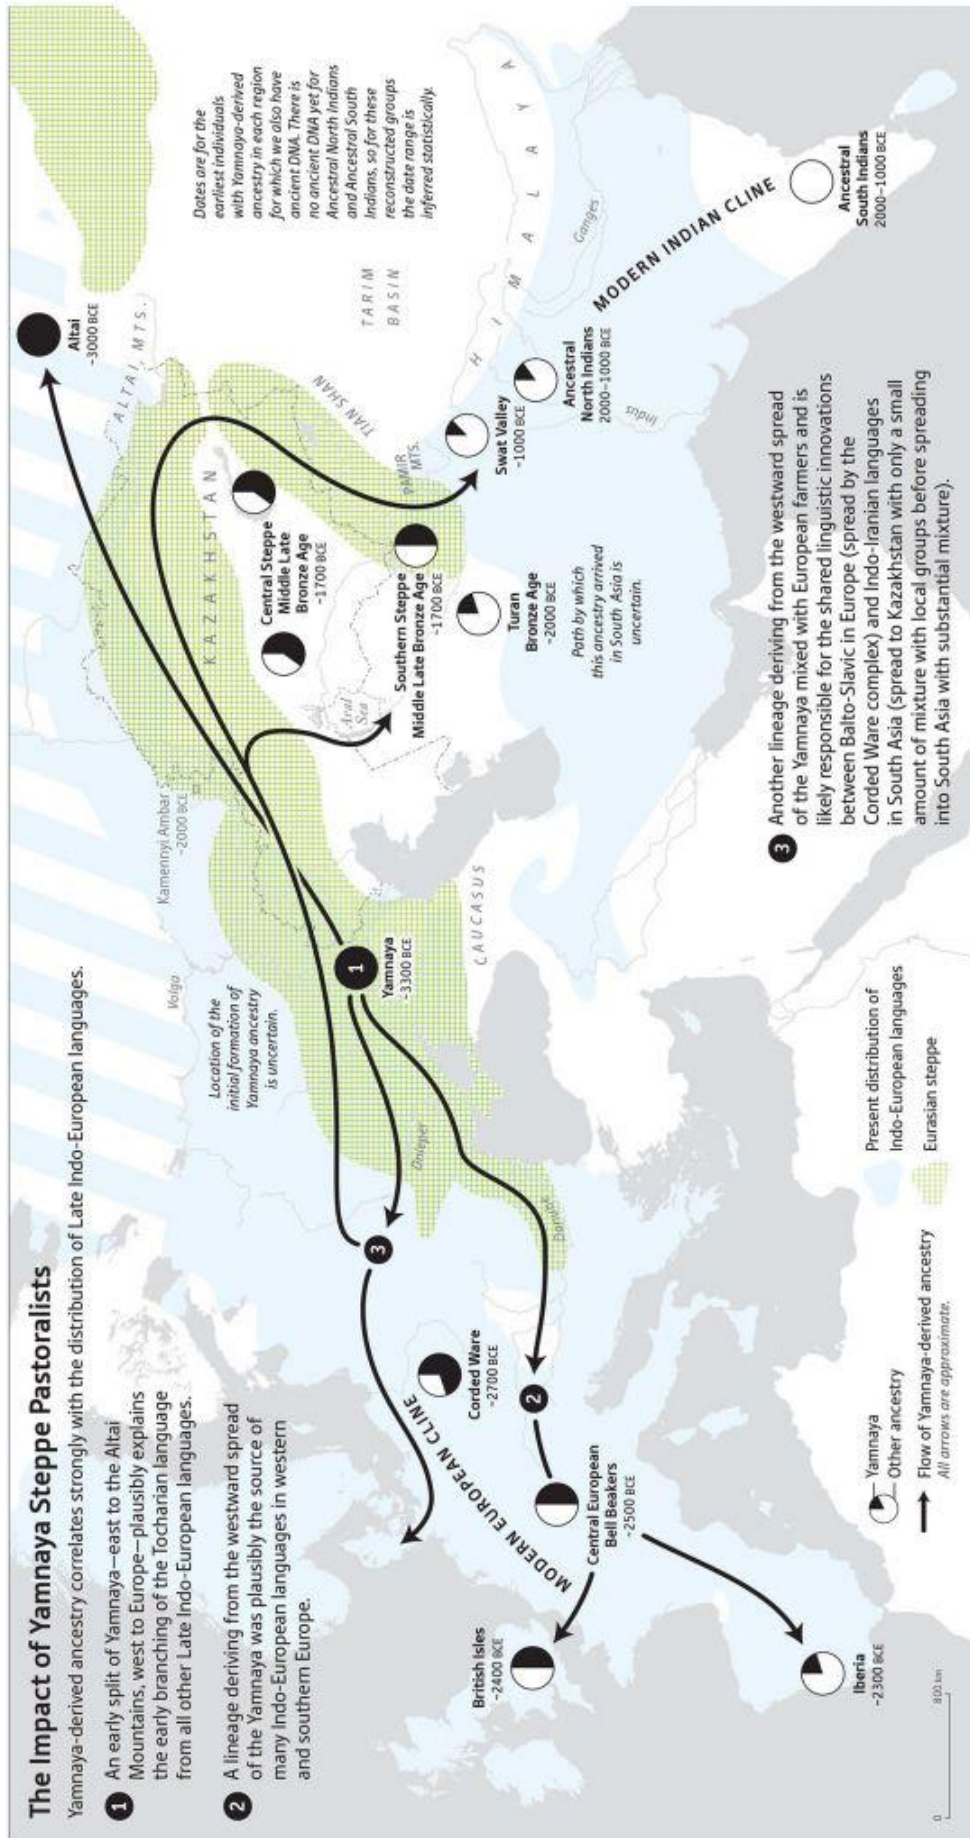 The Impact of Yamnaya Steppe Pastoralists
Yamnaya-derived ancestry correlates strongly with the distribution of Late Indo-European languages.
1 An early split of Yamnaya—east to the Altai
Mountains, west to Europe—plausibly explains
the early branching of the Tocharian language
from all other Late Indo-European languages.
2 A lineage deriving from the westward spread
of the Yamnaya was plausibly the source of
many Indo-European languages in western
and southern Europe.
Location of the
initial formation of
Yamnaya ancestry
is uncertain.
Volga
Kamennyi Ambar 5
~2000 BCE
ALTAI MTS.
Altai
~3000 BCE
Dates are for the
earliest individuals
with Yamnaya-derived
ancestry in each region
for which we also have
ancient DNA. There is
no ancient DNA yet for
Ancestral North Indians
and Ancestral South
Indians, so for these
reconstructed groups
the date range is
inferred statistically.
KAZAKHSTAN
Central Steppe
Middle Late
Bronze Age
~1700 BCE
TIAN SHAN
TARIM
BASIN
3
1
Yamnaya
~3300 BCE
Dnieper
Aral
Sea
Southern Steppe
Middle Late Bronze Age
~1700 BCE
PAMIR
MTS.
Corded Ware
~2700 BCE
MODERN EUROPEAN CLINE
CAUCASUS
Turan
Bronze Age
~2000 BCE
Swat Valley
~1000 BCE
HIMALAYA
Danube
2
British Isles
~2400 BCE
Central European
Bell Beakers
~2500 BCE
Path by which
this ancestry arrived
in South Asia is
uncertain.
Ancestral
North Indians
2000–1000 BCE
Indus
Ganges
MODERN INDIAN CLINE
Ancestral
South Indians
2000–1000 BCE
Iberia
~2300 BCE
3 Another lineage deriving from the westward spread
of the Yamnaya mixed with European farmers and is
likely responsible for the shared linguistic innovations
between Balto-Slavic in Europe (spread by the
Corded Ware complex) and Indo-Iranian languages
in South Asia (spread to Kazakhstan with only a small
amount of mixture with local groups before spreading
into South Asia with substantial mixture).
Yamnaya
Other ancestry
Flow of Yamnaya-derived ancestry
All arrows are approximate.
Present distribution of
Indo-European languages
Eurasian steppe
0 800 km